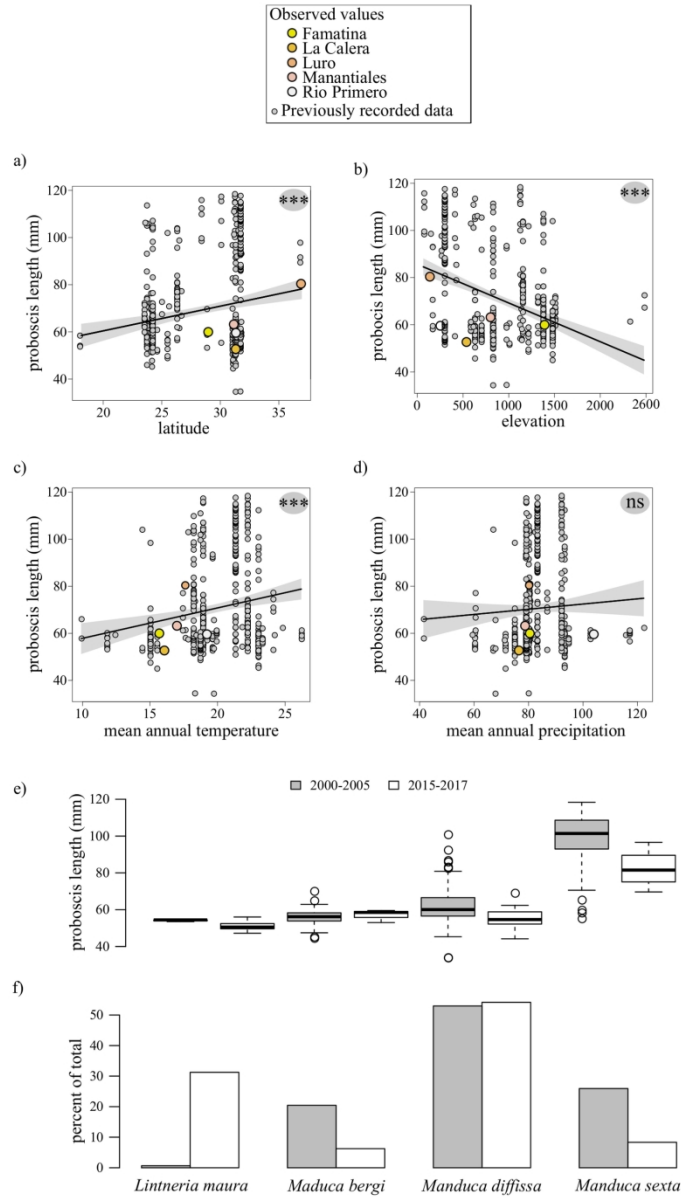 Observed values
Famatina
La Calera
Luro
Manantiales
Rio Primero
Previously recorded data
a)
120
100
80
60
40
proboscis length (mm)
***
20
25
30
35
latitude
b)
120
100
80
60
40
probocis length (mm)
***
0
500
1000
1500
2000
2600
elevation
c)
120
100
80
60
40
proboscis length (mm)
***
10
15
20
25
mean annual temperature
d)
120
100
80
60
40
proboscis length (mm)
ns
40
60
80
100
120
mean annual precipitation
e)
2000-2005
2015-2017
120
100
80
60
40
proboscis length (mm)
f)
50
40
30
20
10
0
percent of total
Lintneria maura
Maduca bergi
Manduca diffissa
Manduca sexta